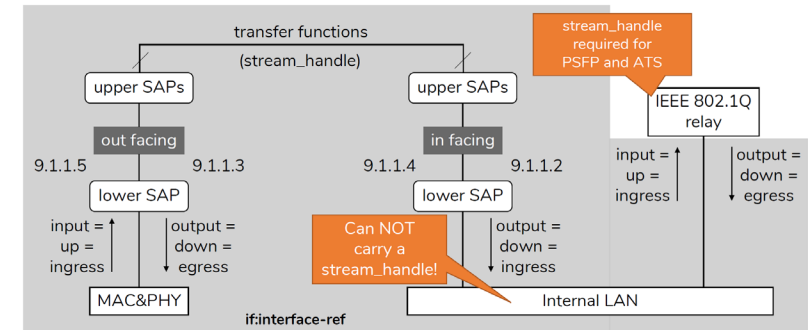 transfer functions
(stream_handle)
stream_handle
required for
PSFP and ATS
upper SAPs
upper SAPs
IEEE 802.1Q
relay
out facing
in facing
9.1.1.5
9.1.1.3
9.1.1.4
9.1.1.2
lower SAP
lower SAP
input =
up =
ingress
output =
down =
egress
input =
up =
ingress
output =
down =
egress
Can NOT
carry a
stream_handle!
output =
down =
ingress
MAC&PHY
if:interface-ref
Internal LAN